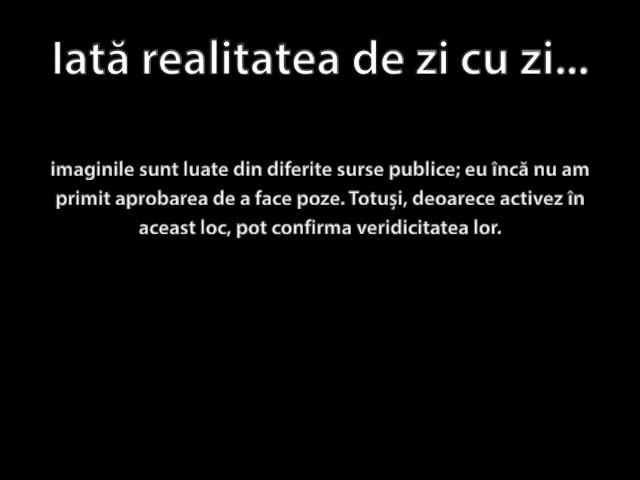 Iată realitatea de zi cu zi...
imaginile sunt luate din diferite surse publice; eu încă nu am
primit aprobarea de a face poze. Totuși, deoarece activez în
aceast loc, pot confirma veridicitatea lor.